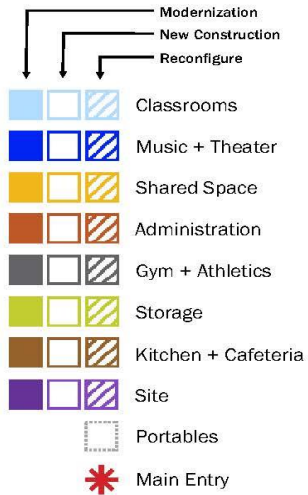 Modernization
New Construction
Reconfigure
Classrooms
Music + Theater
Shared Space
Administration
Gym + Athletics
Storage
Kitchen + Cafeteria
Site
Portables
Main Entry